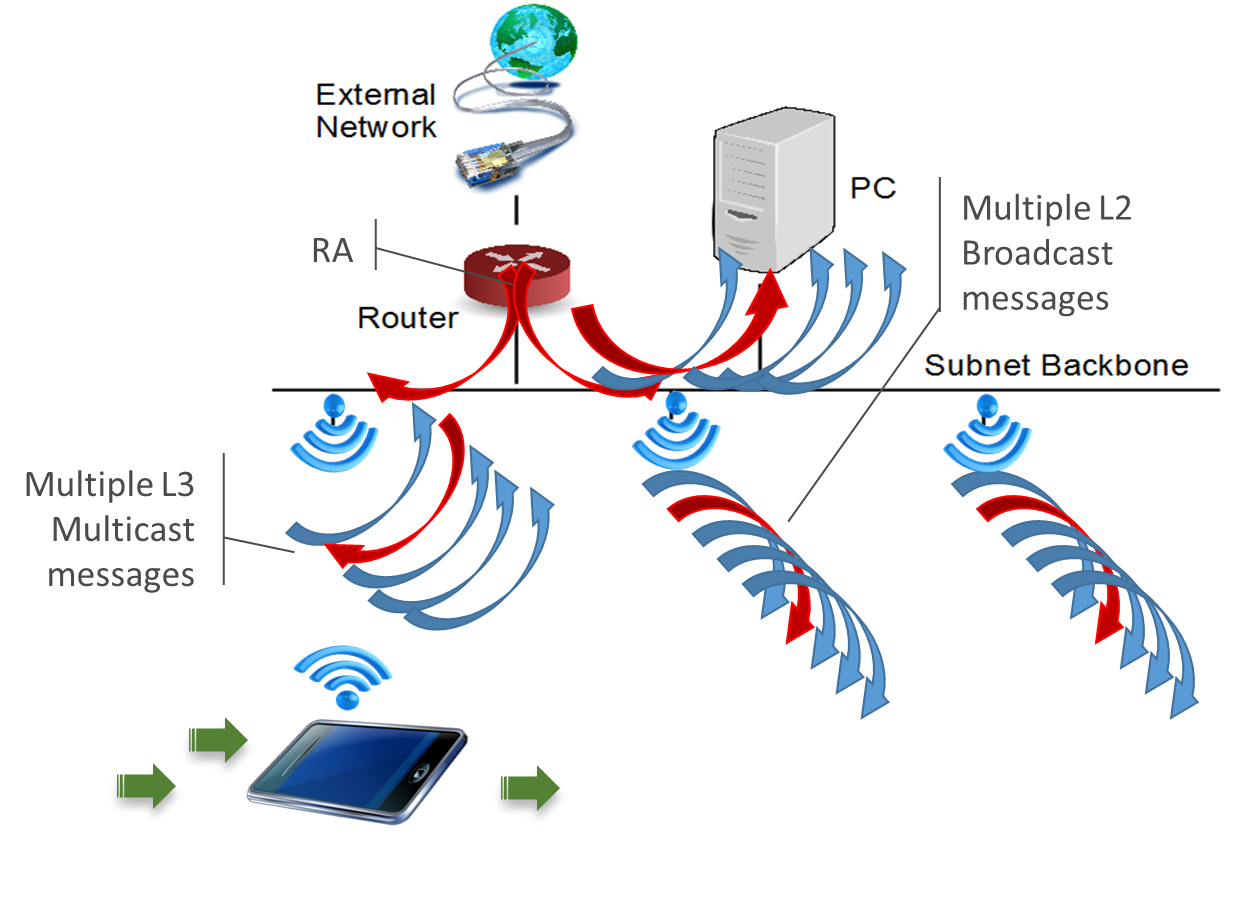 External
Network
PC
Multiple L2
Broadcast
messages
RA
Router
Subnet Backbone
Multiple L3
Multicast
messages